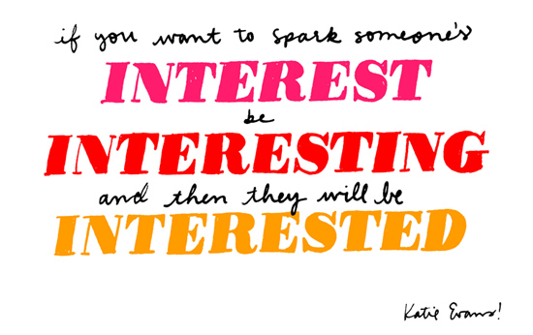 if you want to spark someone's
INTEREST
be
INTERESTING
and then they will be
INTERESTED
Katie Evans!